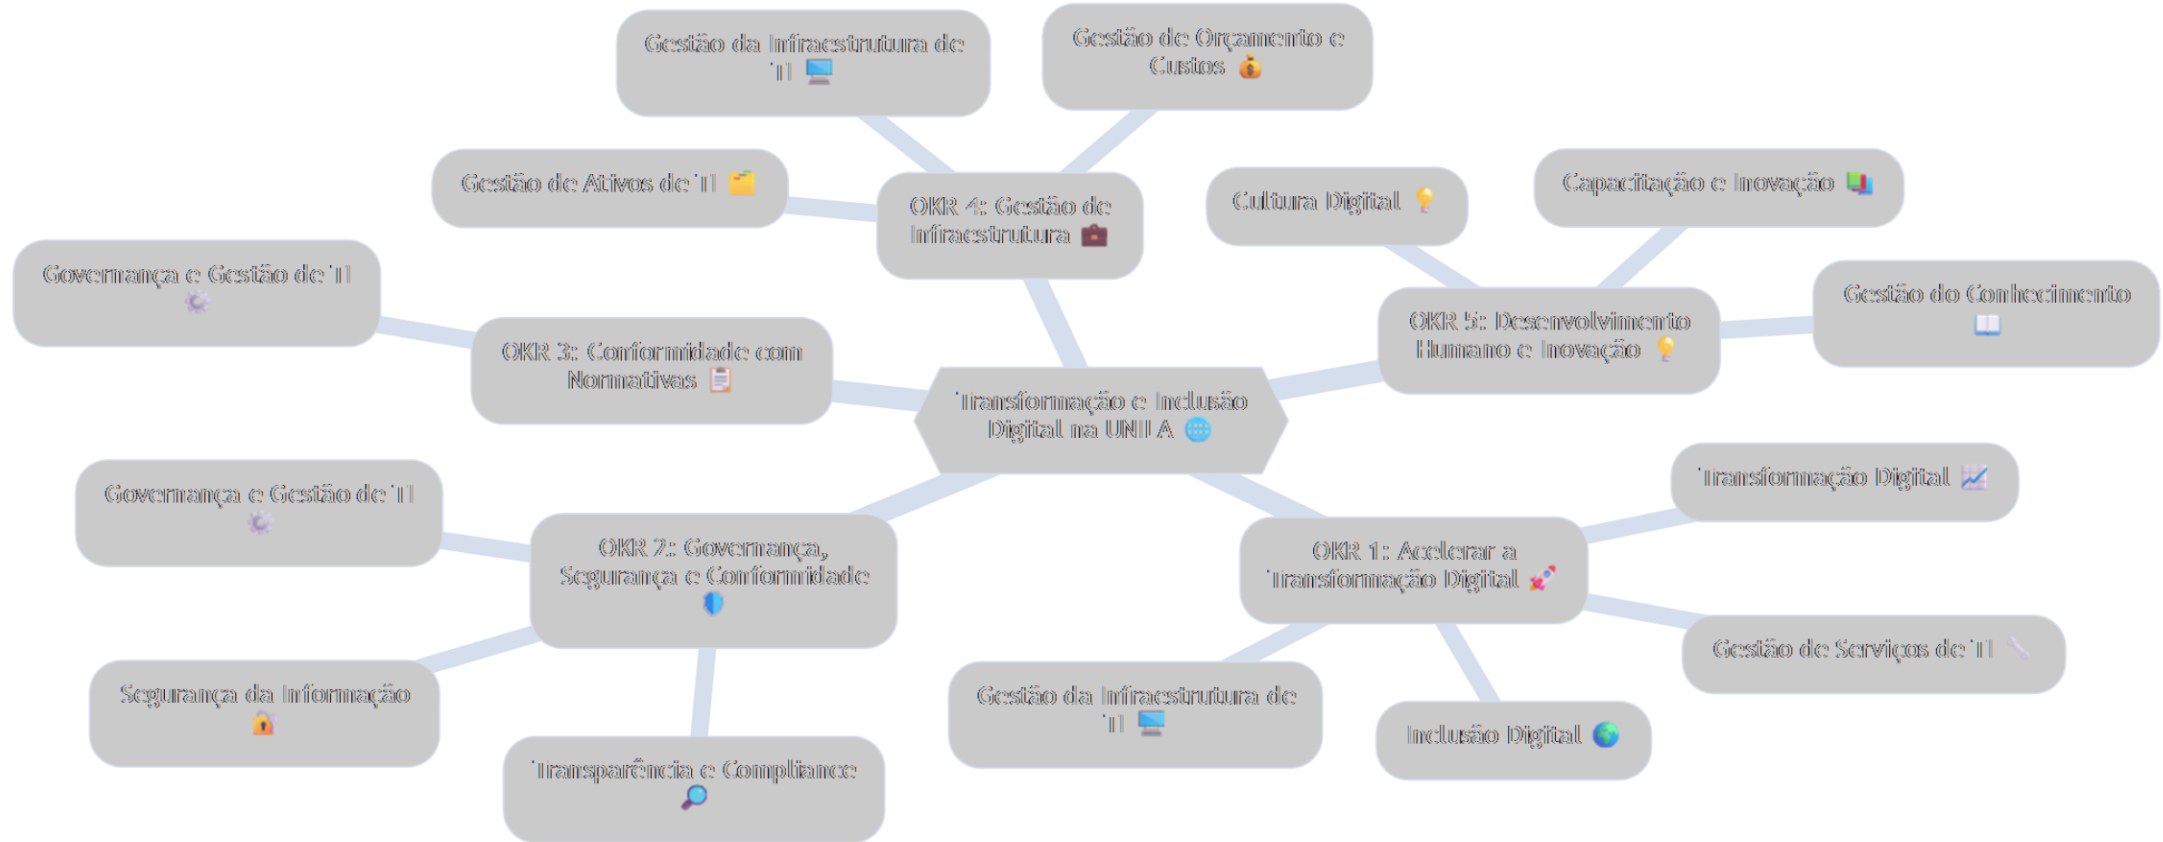 Gestão da Infraestrutura de
TI
Gestão de Orçamento e
Custos
Gestão de Ativos de TI
OKR 4: Gestão de
Infraestrutura
Cultura Digital
Capacitação e Inovação
Governança e Gestão de TI
OKR 3: Conformidade com
Normativas
OKR 5: Desenvolvimento
Humano e Inovação
Gestão do Conhecimento
Transformação e Inclusão
Digital na UNILA
Governança e Gestão de TI
OKR 2: Governança,
Segurança e Conformidade
Segurança da Informação
Transparência e Compliance
OKR 1: Acelerar a
Transformação Digital
Transformação Digital
Gestão de Serviços de TI
Gestão da Infraestrutura de
TI
Inclusão Digital